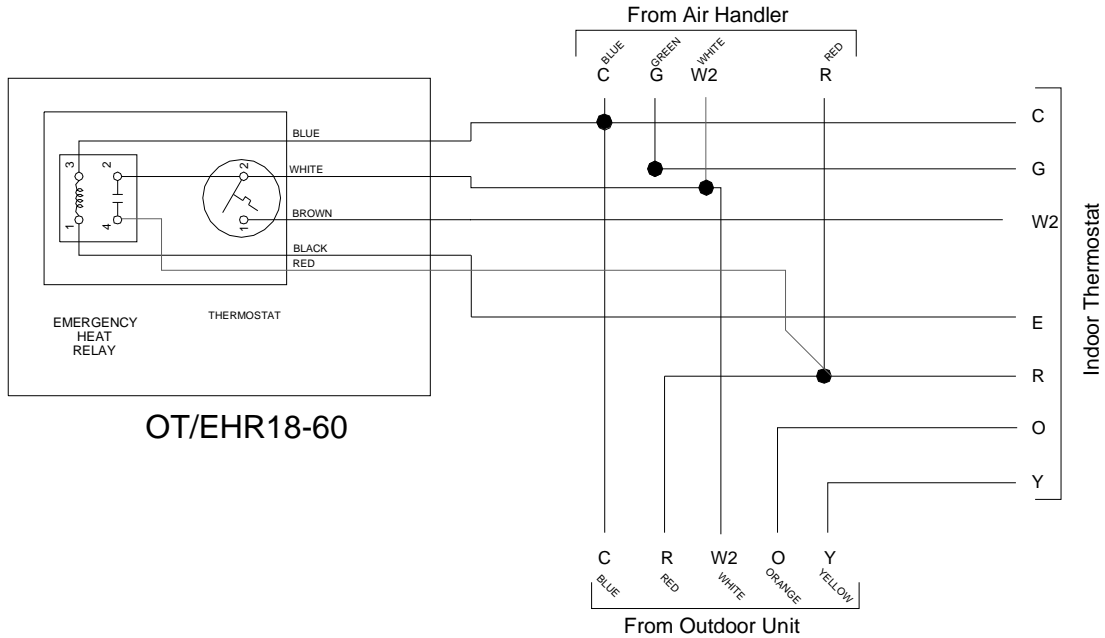 From Air Handler
BLUE GREEN WHITE RED
C G W2 R
BLUE
C
3 2 2
WHITE
G
BROWN
W2
1 4 1
BLACK
RED
EMERGENCY
HEAT
RELAY
THERMOSTAT
E
R
O
Y
Indoor Thermostat
OT/EHR18-60
C R W2 O Y
BLUE RED WHITE ORANGE YELLOW
From Outdoor Unit